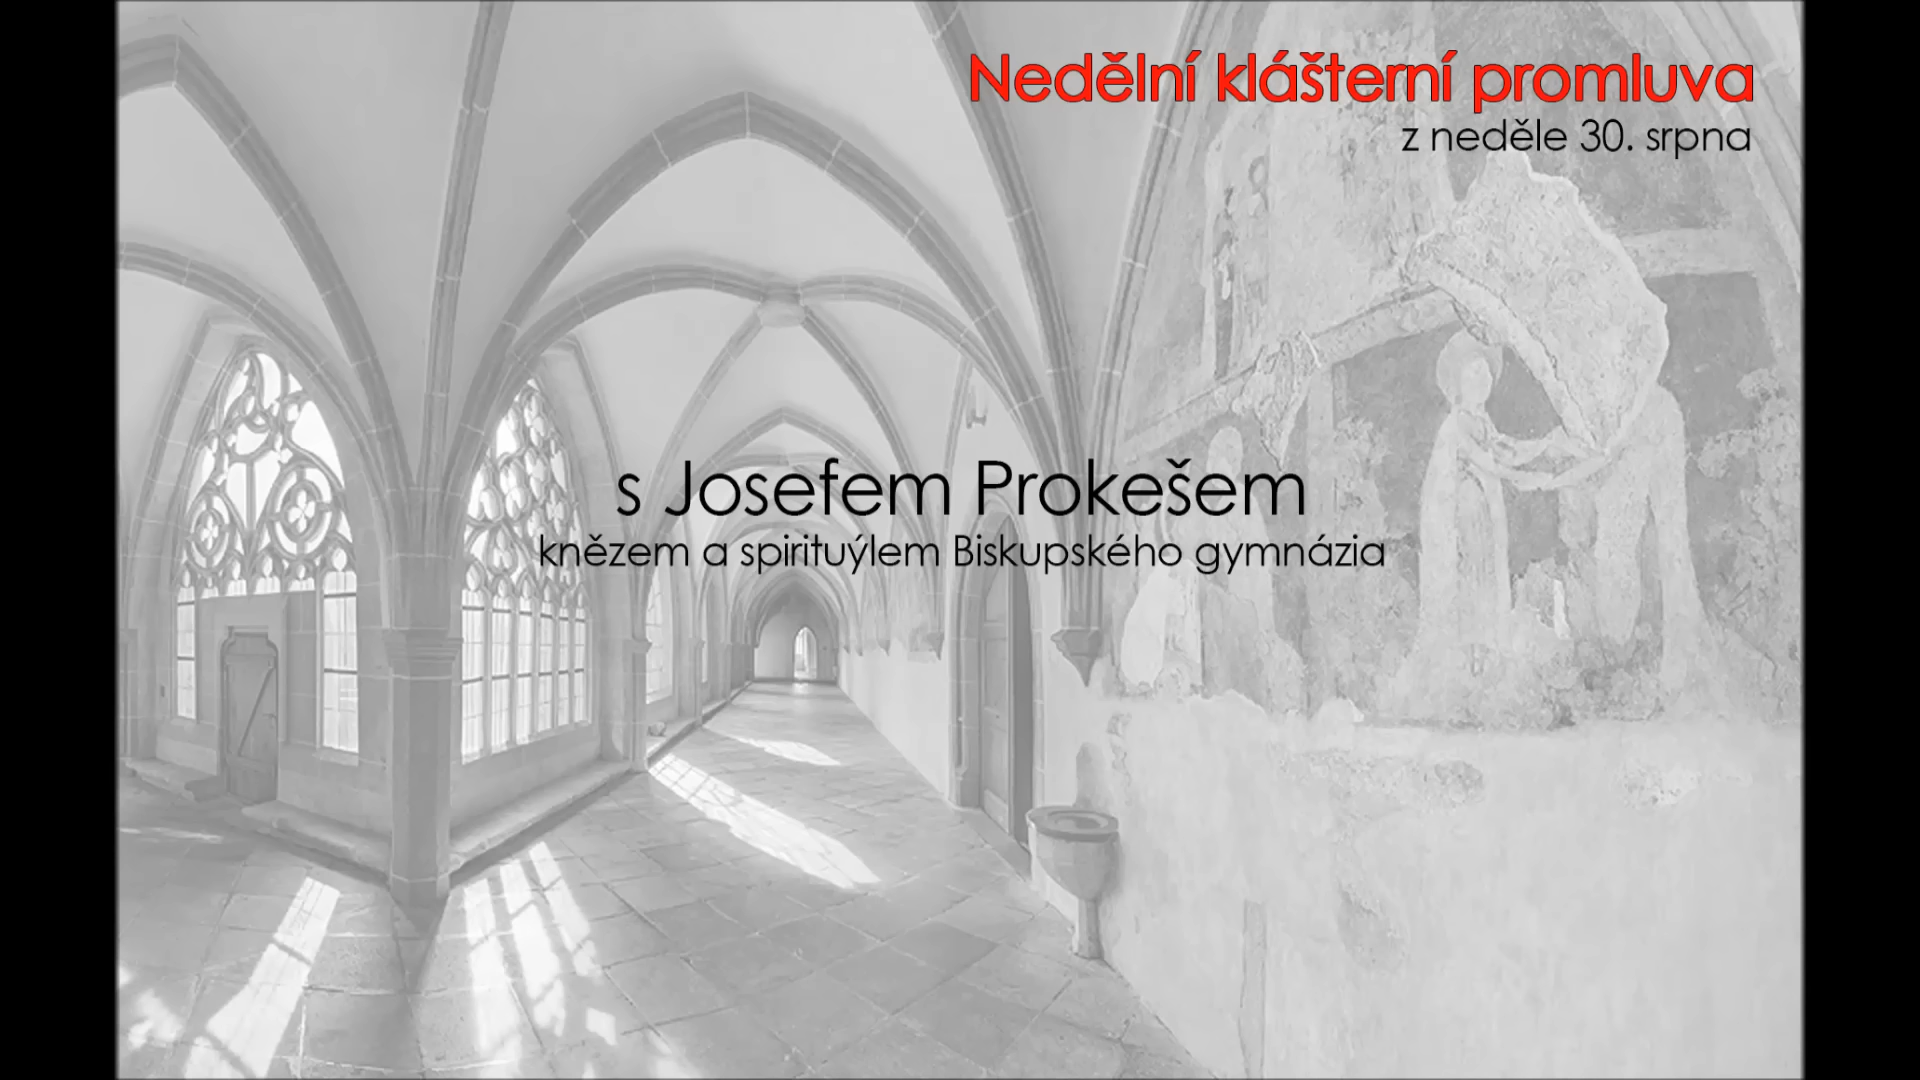 Nedělní klášterní promluva
z neděle 30. srpna
s Josefem Prokešem
knězem a spirituýlem Biskupského gymnázia